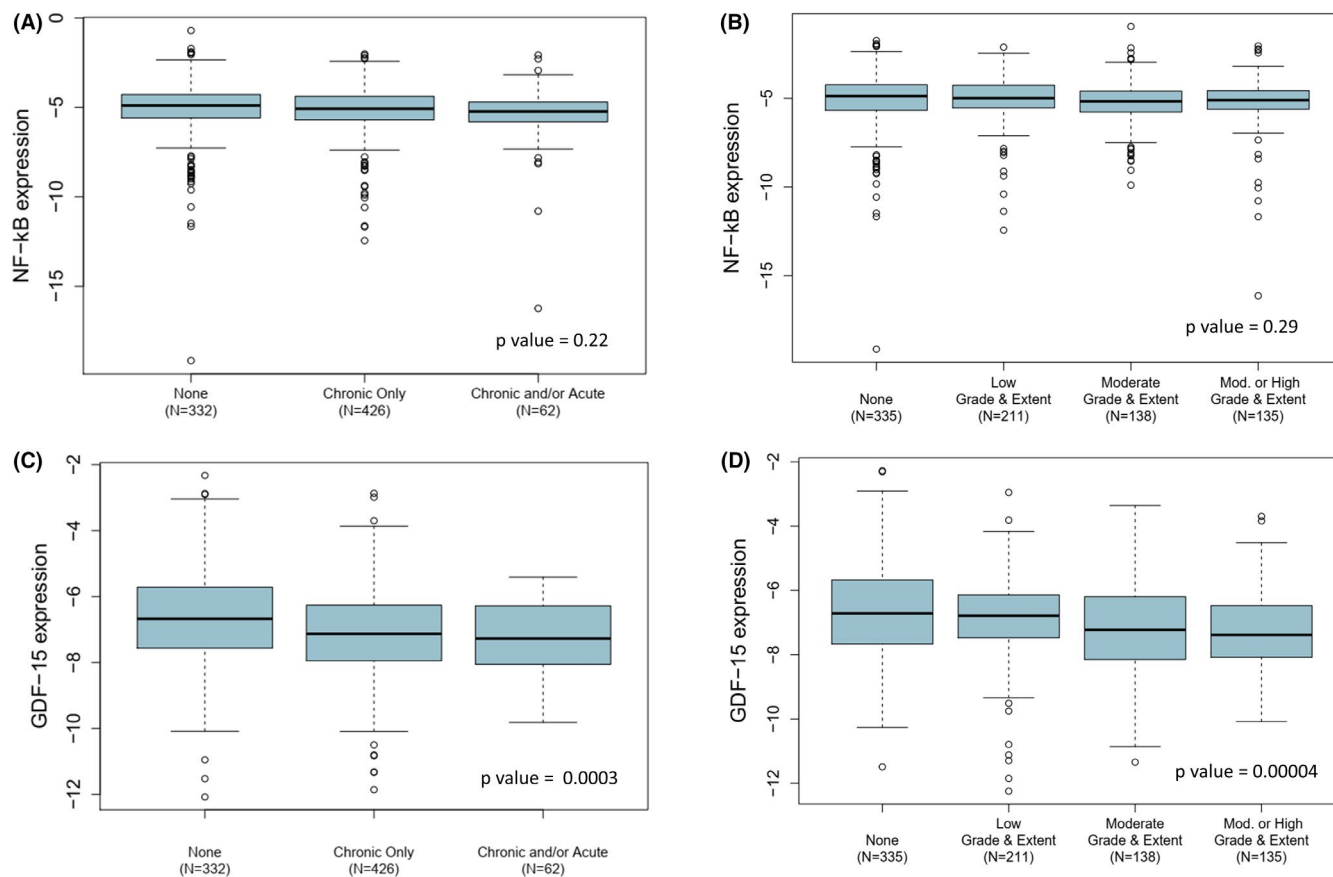 (A)
NF−kB expression
0
−5
−10
−15
p value = 0.22
None
(N=332)
Chronic Only
(N=426)
Chronic and/or Acute
(N=62)
(B)
NF−kB expression
−5
−10
−15
p value = 0.29
None
(N=335)
Low
Grade & Extent
(N=211)
Moderate
Grade & Extent
(N=138)
Mod. or High
Grade & Extent
(N=135)
(C)
GDF−15 expression
−2
−4
−6
−8
−10
−12
p value = 0.0003
None
(N=332)
Chronic Only
(N=426)
Chronic and/or Acute
(N=62)
(D)
GDF−15 expression
−2
−4
−6
−8
−10
−12
p value = 0.00004
None
(N=335)
Low
Grade & Extent
(N=211)
Moderate
Grade & Extent
(N=138)
Mod. or High
Grade & Extent
(N=135)